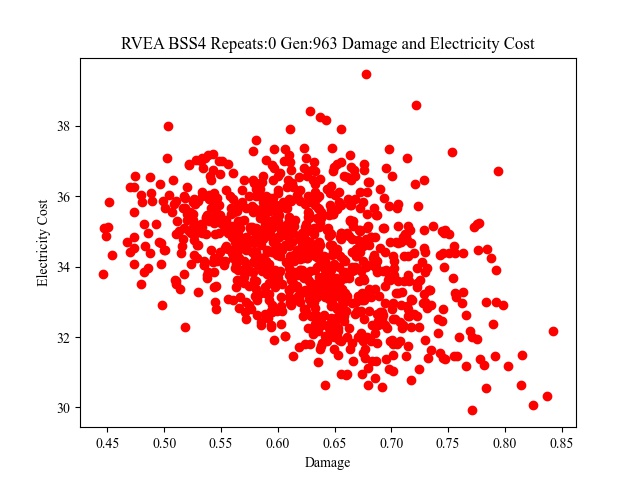 RVEA BSS4 Repeats:0 Gen:963 Damage and Electricity Cost
38
36
34
32
30
Electricity Cost
0.45 0.50 0.55 0.60 0.65 0.70 0.75 0.80 0.85
Damage